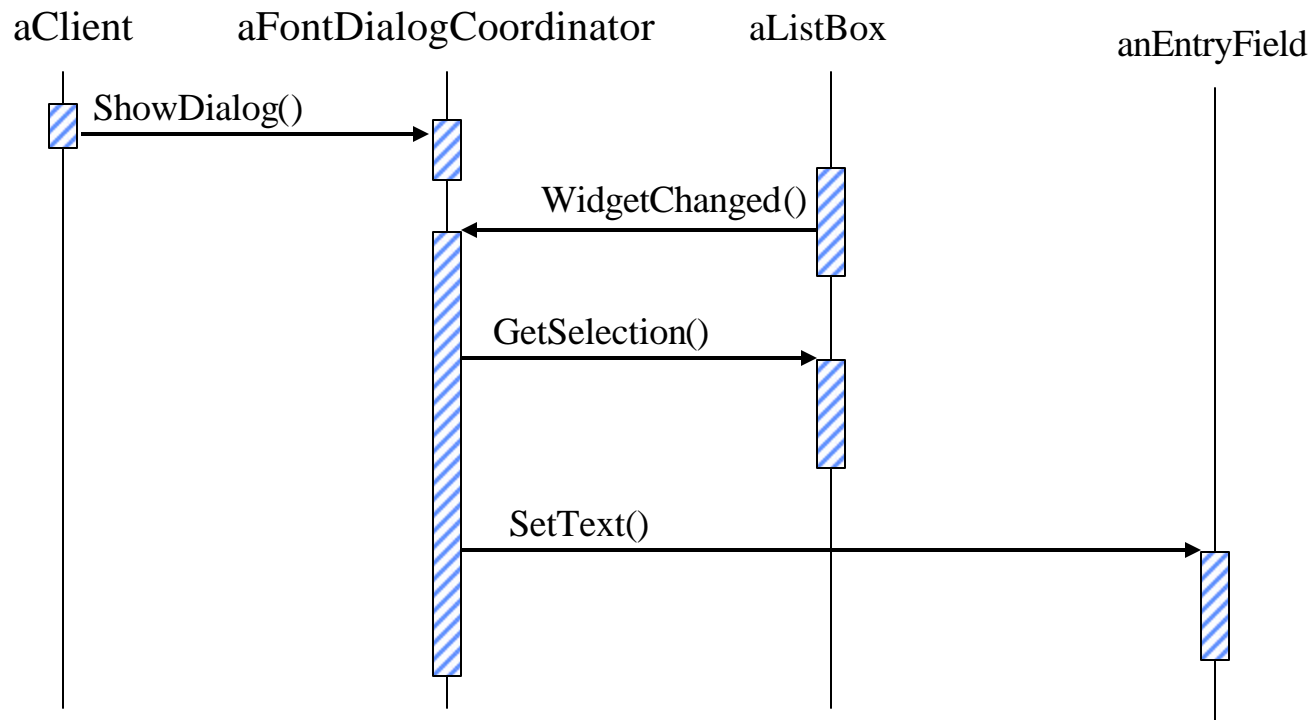 aClient aFontDialogCoordinator aListBox anEntryField
ShowDialog()
WidgetChanged()
GetSelection()
SetText()